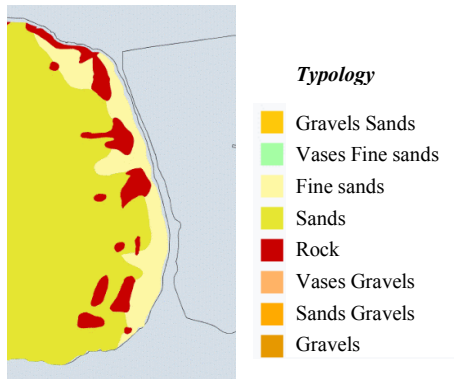 Typology
Gravels Sands
Vases Fine sands
Fine sands
Sands
Rock
Vases Gravels
Sands Gravels
Gravels